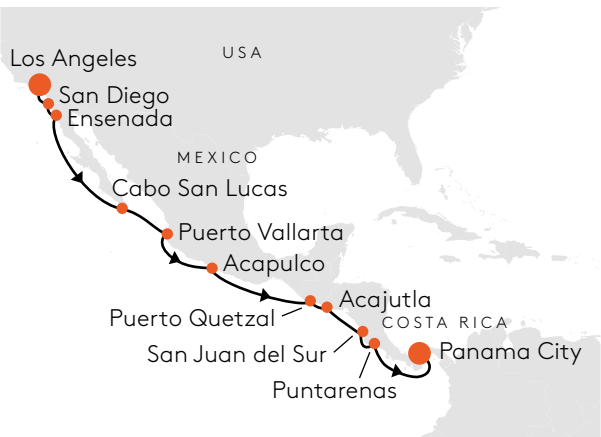 USA
Los Angeles
San Diego
Ensenada
MEXICO
Cabo San Lucas
Puerto Vallarta
Acapulco
Acajutla
Puerto Quetzal
COSTA RICA
San Juan del Sur
Panama City
Puntarenas